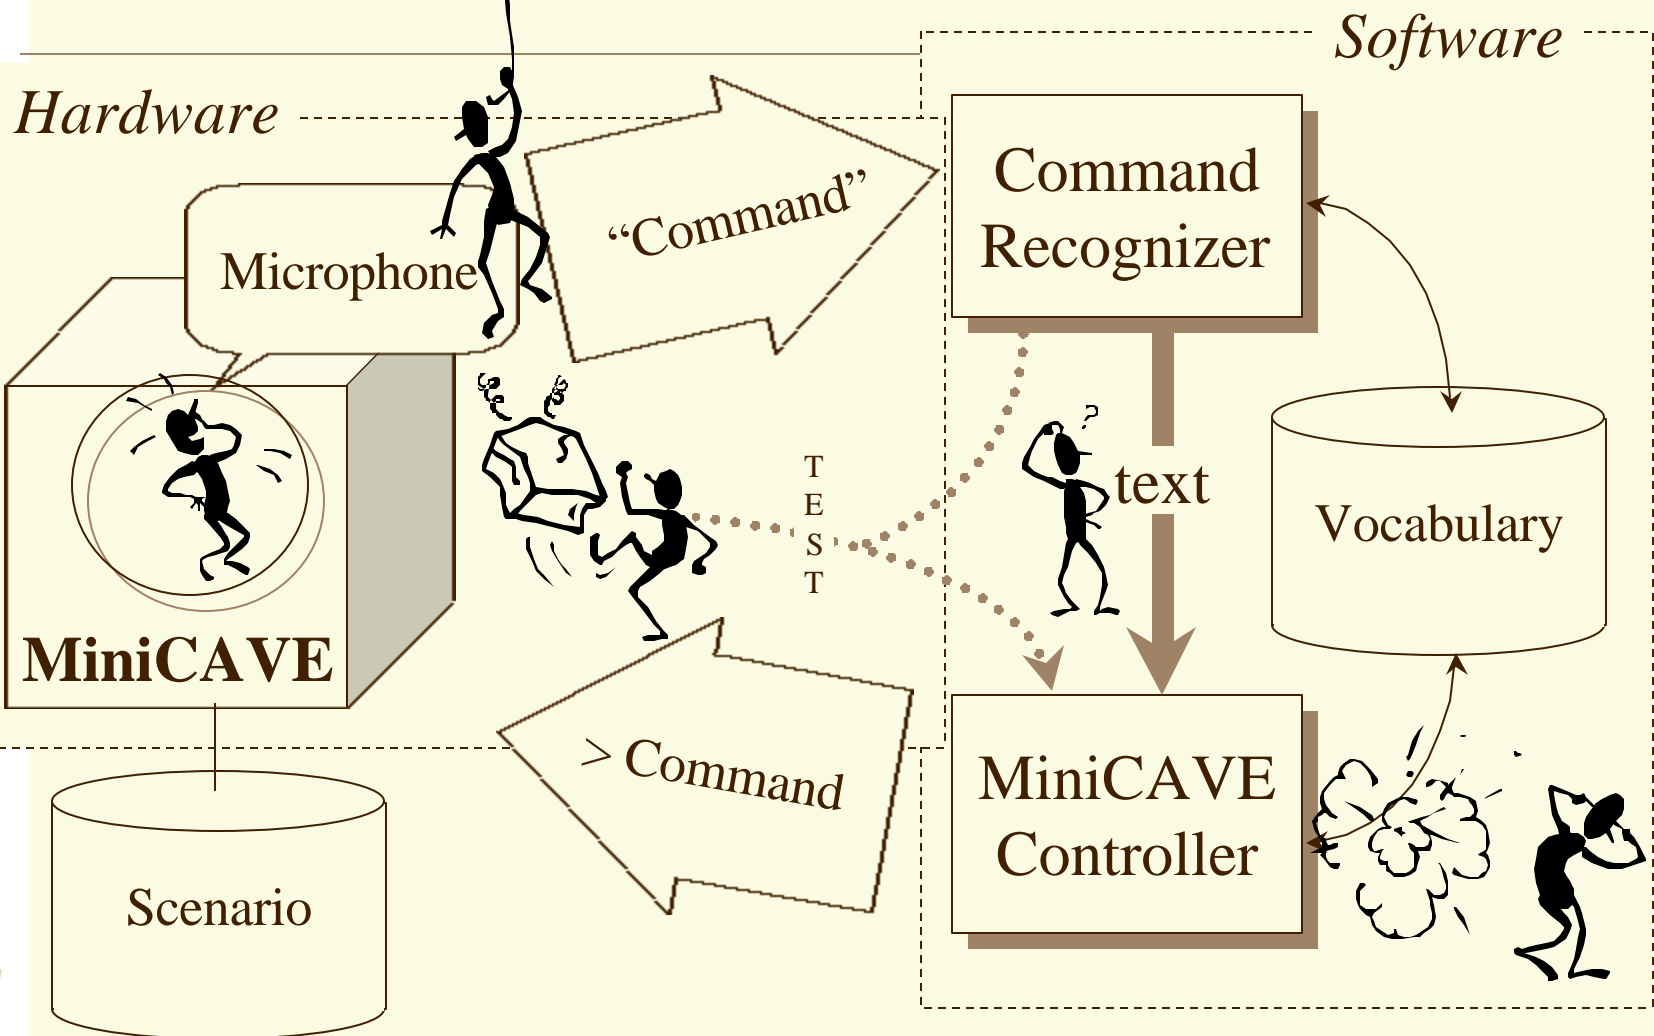 Software
Hardware
Command
Recognizer
“Command”
Microphone
T
E
S
T
text
Vocabulary
MiniCAVE
> Command
MiniCAVE
Controller
Scenario
?